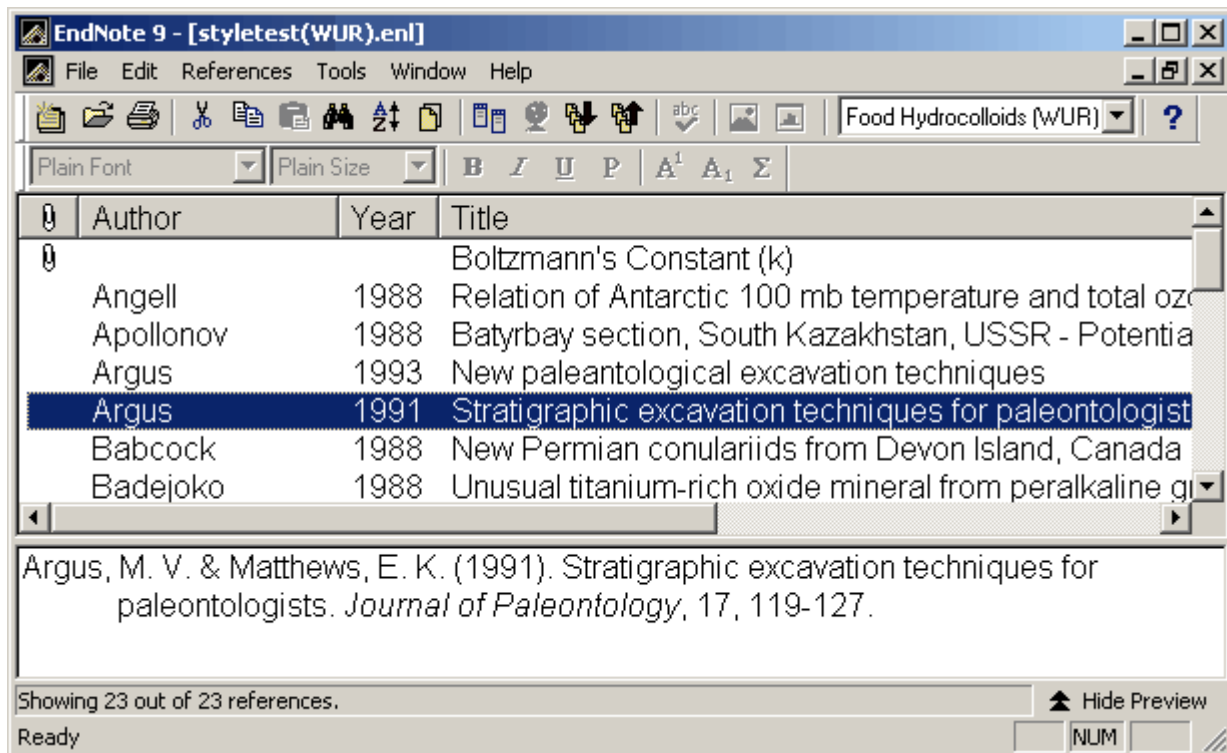 EndNote 9 - [styletest(WUR).enl]
File Edit References Tools Window Help
abc Food Hydrocolloids (WUR) ?
Plain Font Plain Size B I U P A¹ A₁ Σ
Author Year Title
Boltzmann's Constant (k)
Angell 1988 Relation of Antarctic 100 mb temperature and total ozo
Apollonov 1988 Batyrbay section, South Kazakhstan, USSR - Potentia
Argus 1993 New paleantological excavation techniques
Argus 1991 Stratigraphic excavation techniques for paleontologist
Babcock 1988 New Permian conulariids from Devon Island, Canada
Badejoko 1988 Unusual titanium-rich oxide mineral from peralkaline gr
Argus, M. V. & Matthews, E. K. (1991). Stratigraphic excavation techniques for
paleontologists. Journal of Paleontology, 17, 119-127.
Showing 23 out of 23 references. Hide Preview
Ready NUM